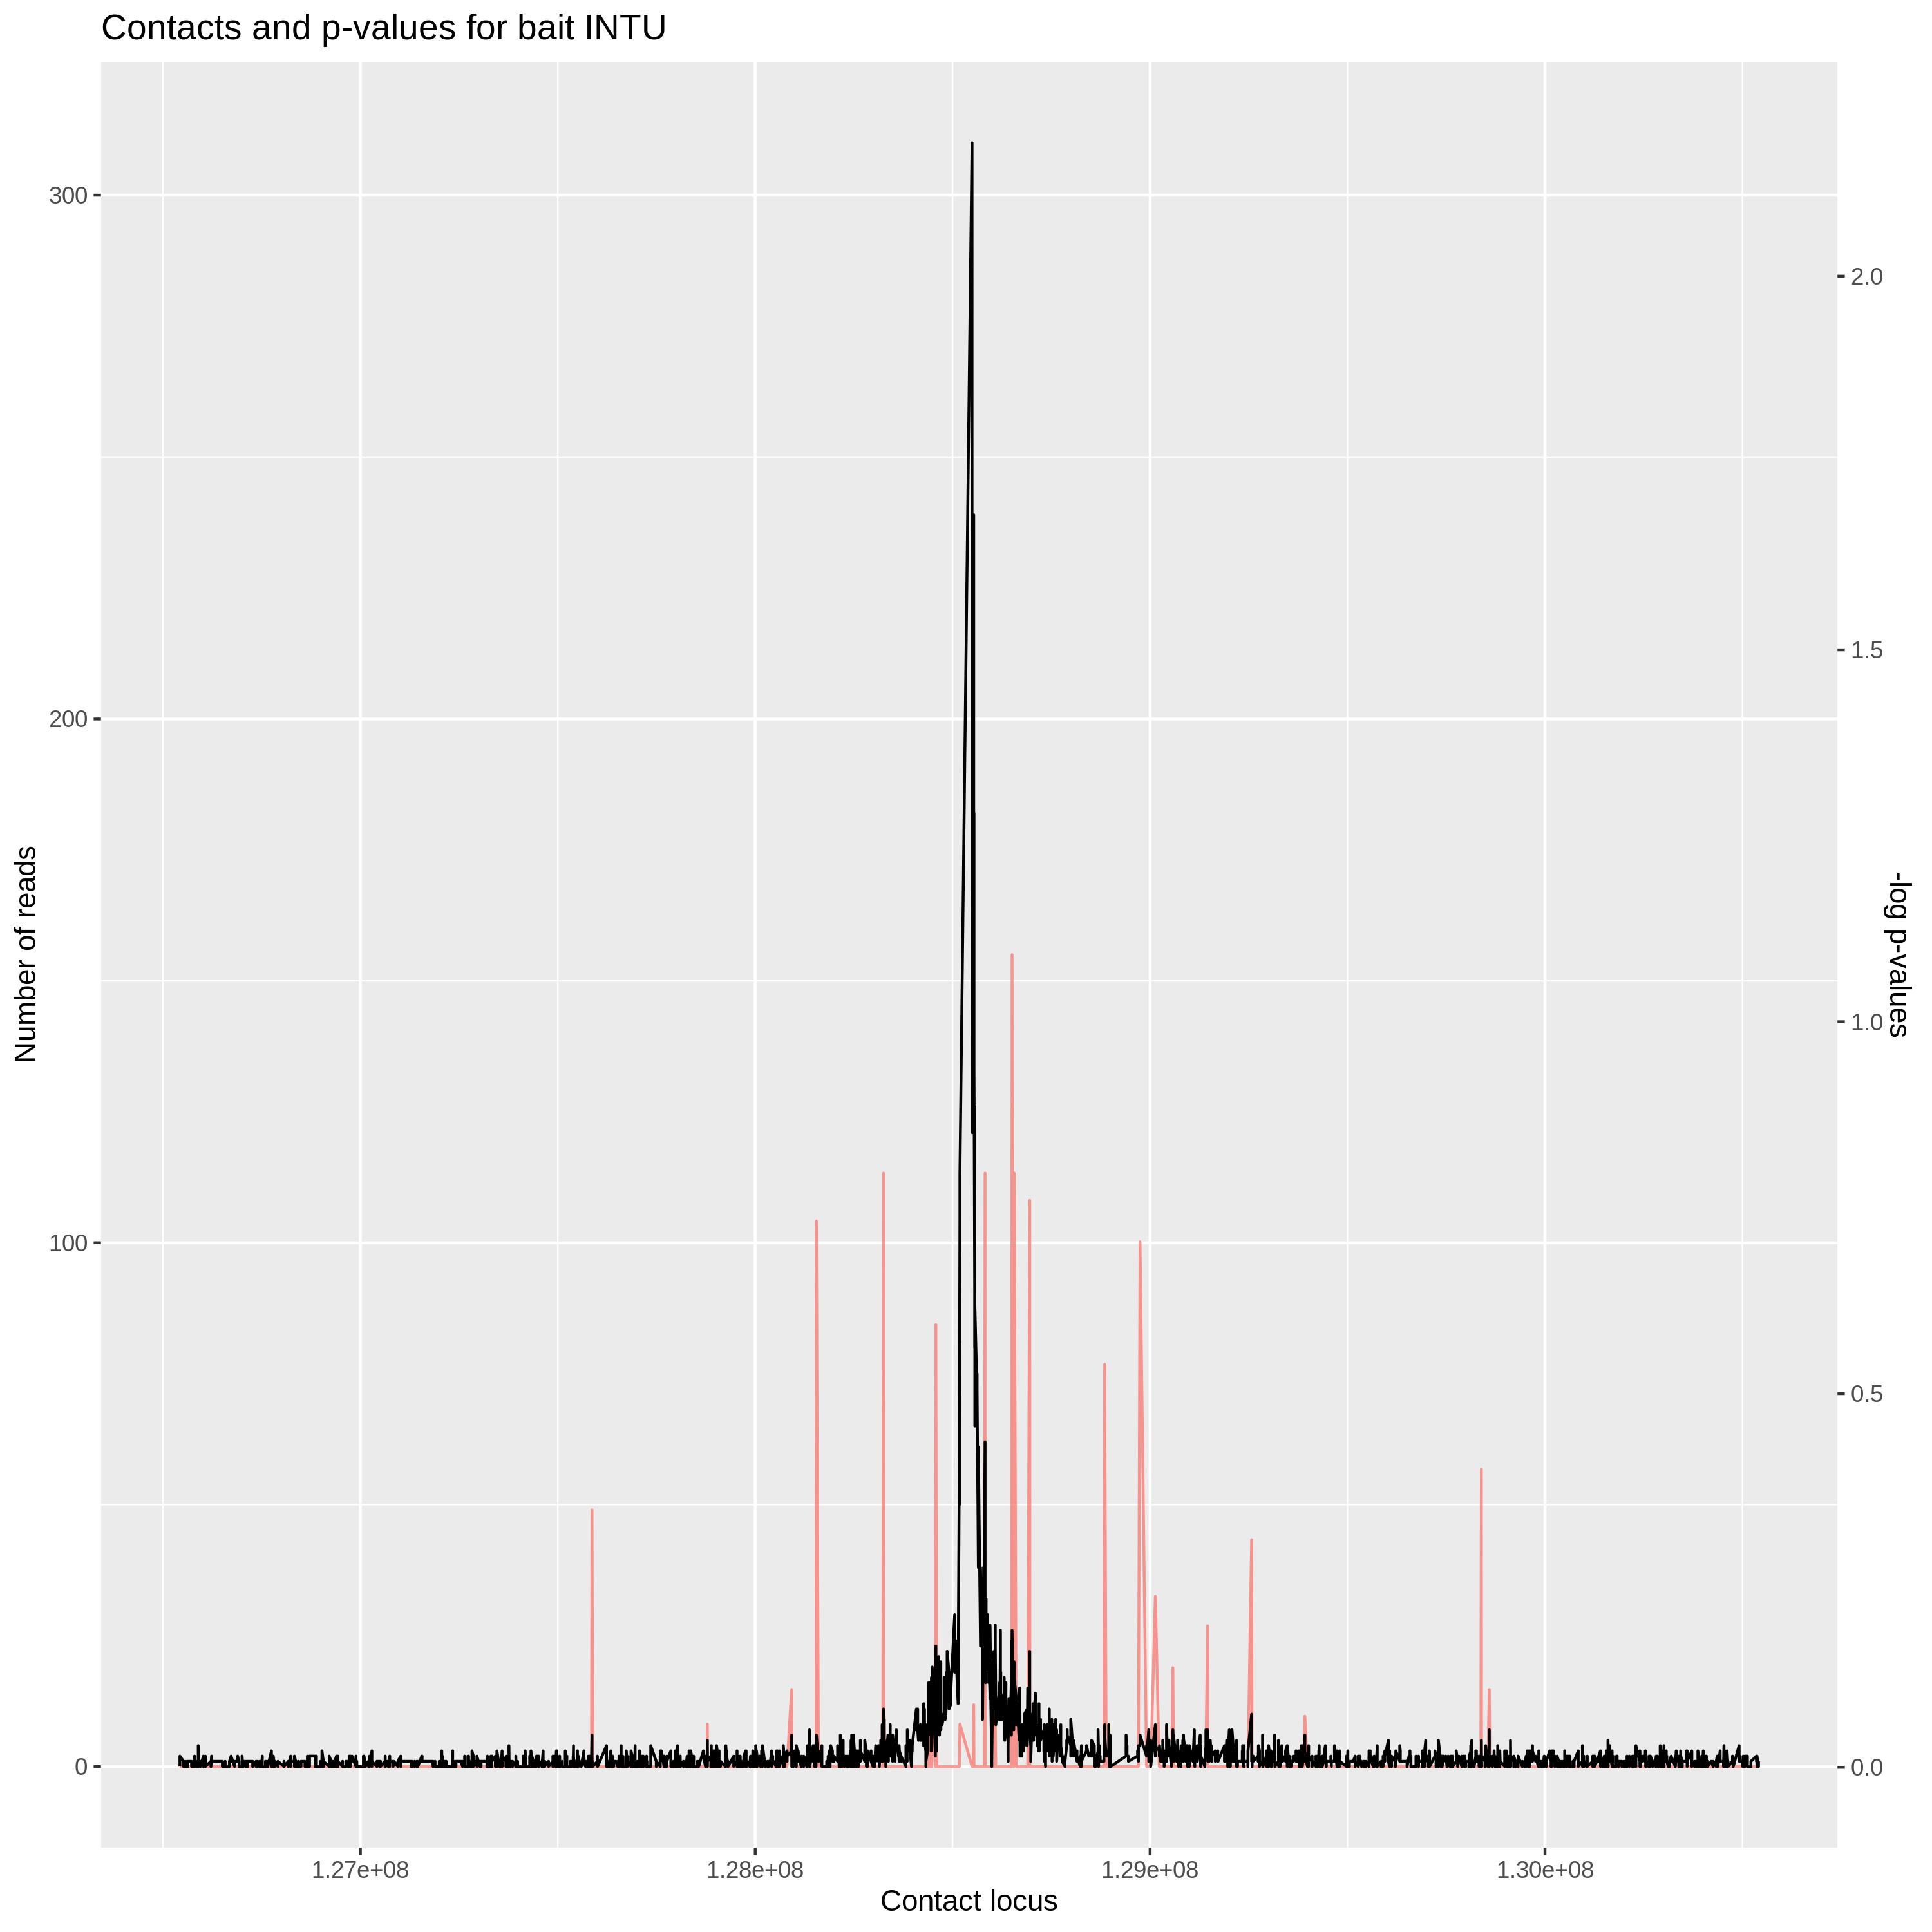 Contacts and p-values for bait INTU
300
200
100
0
Number of reads
2.0
1.5
1.0
0.5
0.0
-log p-values
1.27e+08
1.28e+08
1.29e+08
1.30e+08
Contact locus